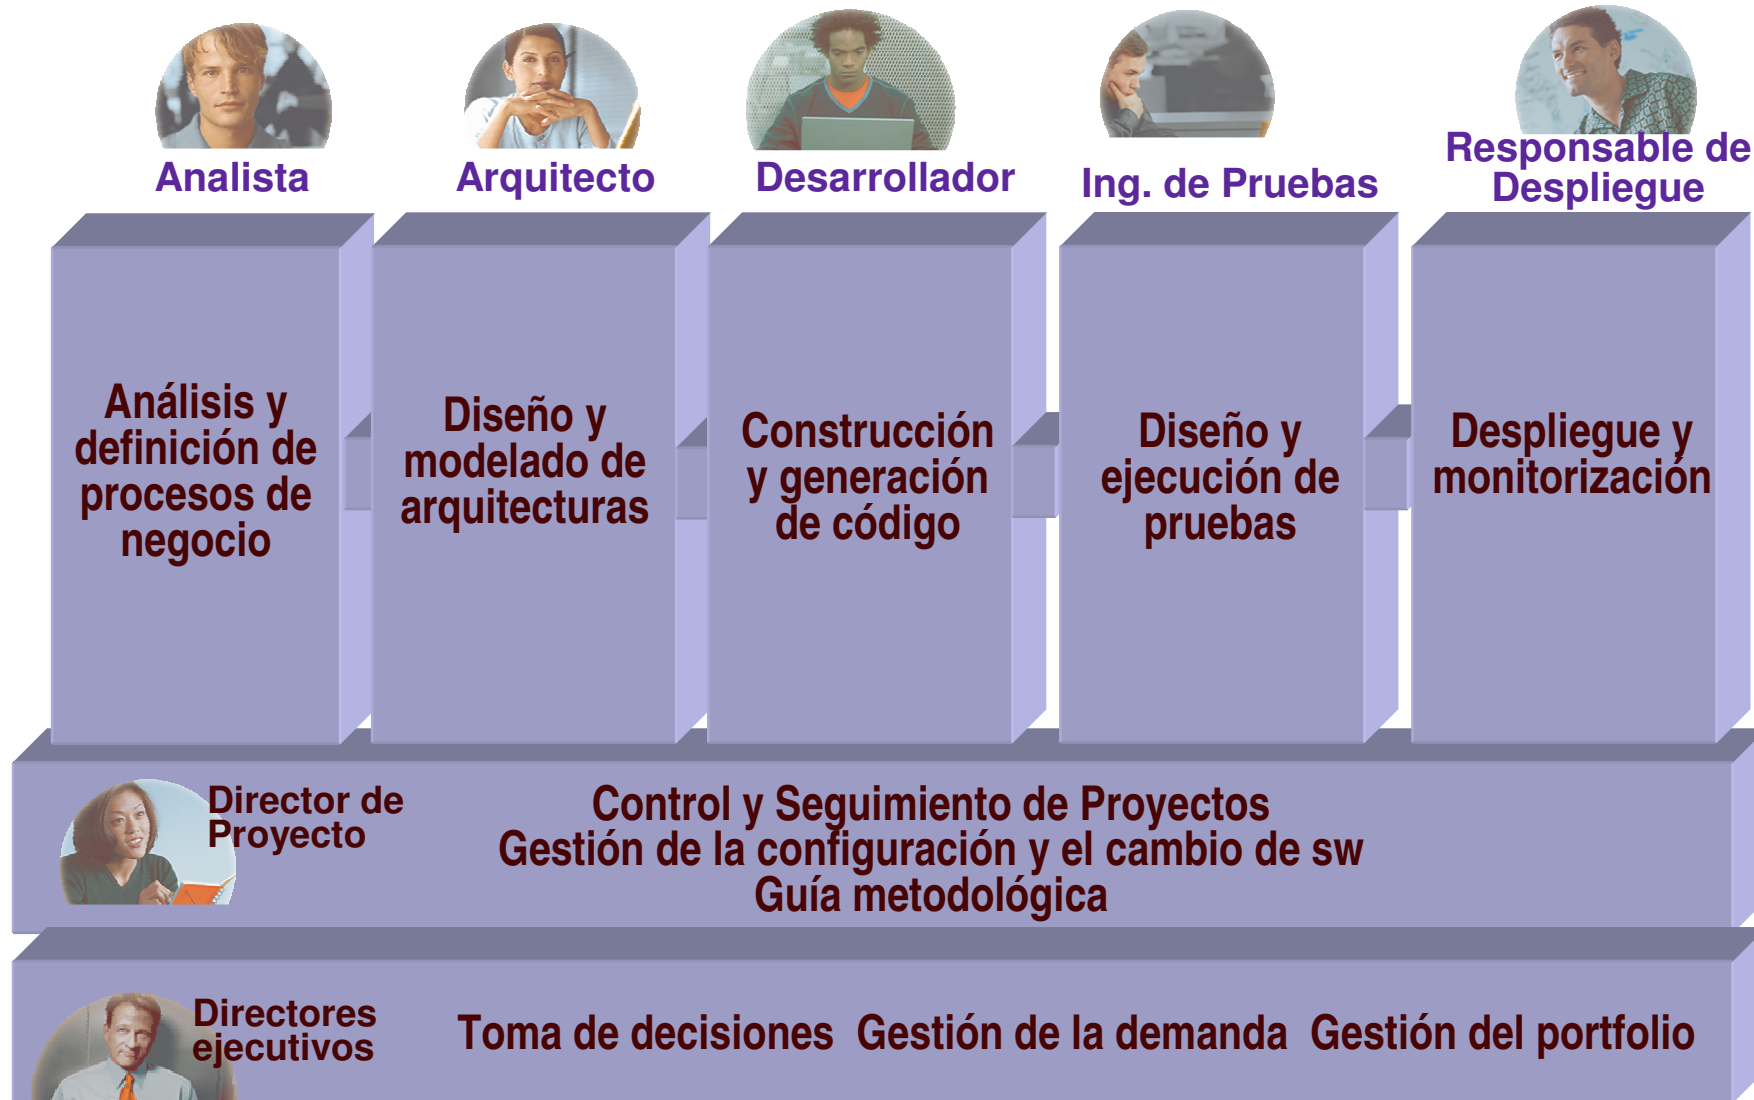 Analista
Arquitecto
Desarrollador
Ing. de Pruebas
Responsable de
Despliegue
Análisis y
definición de
procesos de
negocio
Diseño y
modelado de
arquitecturas
Construcción
y generación
de código
Diseño y
ejecución de
pruebas
Despliegue y
monitorización
Director de
Proyecto
Control y Seguimiento de Proyectos
Gestión de la configuración y el cambio de sw
Guía metodológica
Directores
ejecutivos
Toma de decisiones Gestión de la demanda Gestión del portfolio